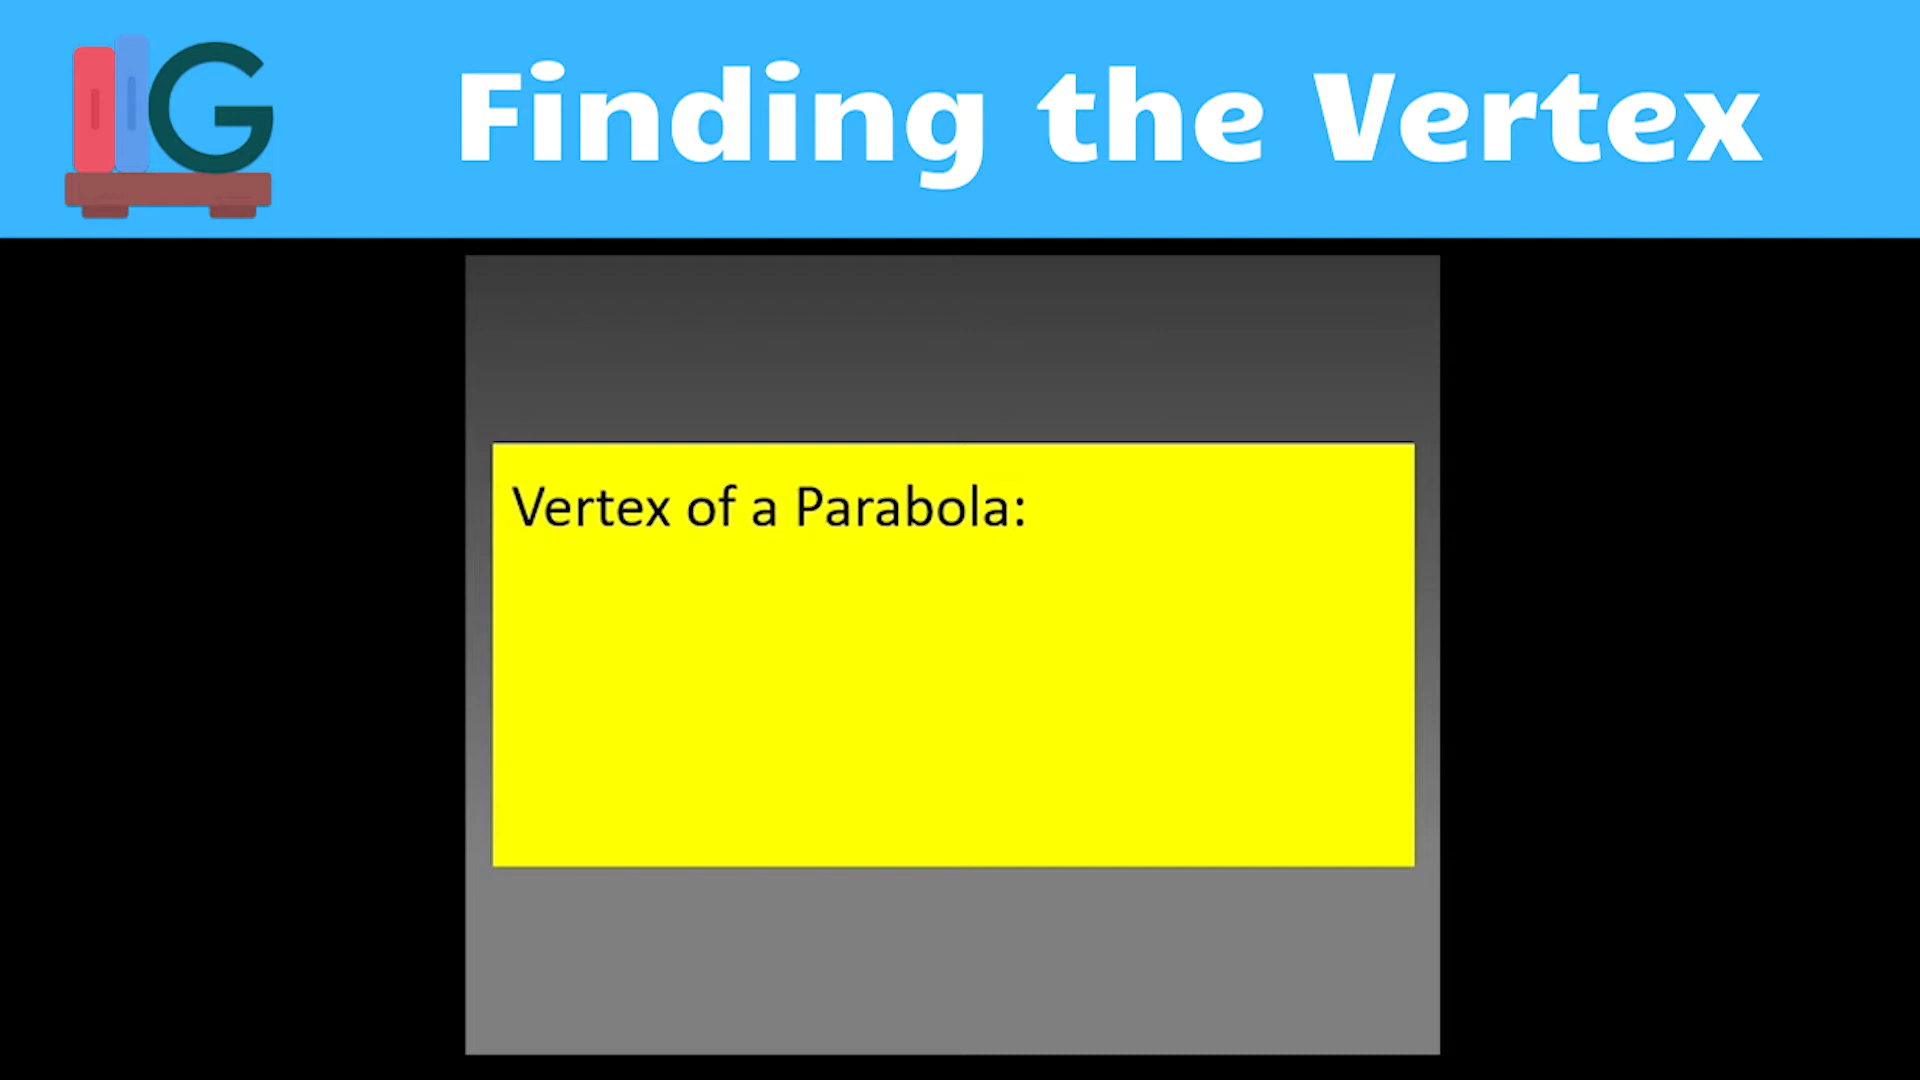 G
Finding the Vertex
Vertex of a Parabola: